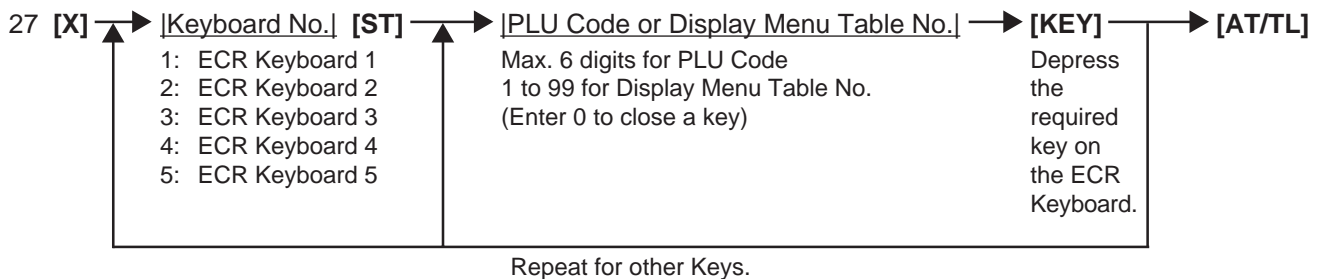 27 [X] |Keyboard No.| [ST] |PLU Code or Display Menu Table No.| [KEY] [AT/TL]
1: ECR Keyboard 1
2: ECR Keyboard 2
3: ECR Keyboard 3
4: ECR Keyboard 4
5: ECR Keyboard 5
Max. 6 digits for PLU Code
1 to 99 for Display Menu Table No.
(Enter 0 to close a key)
Depress
the
required
key on
the ECR
Keyboard.
Repeat for other Keys.